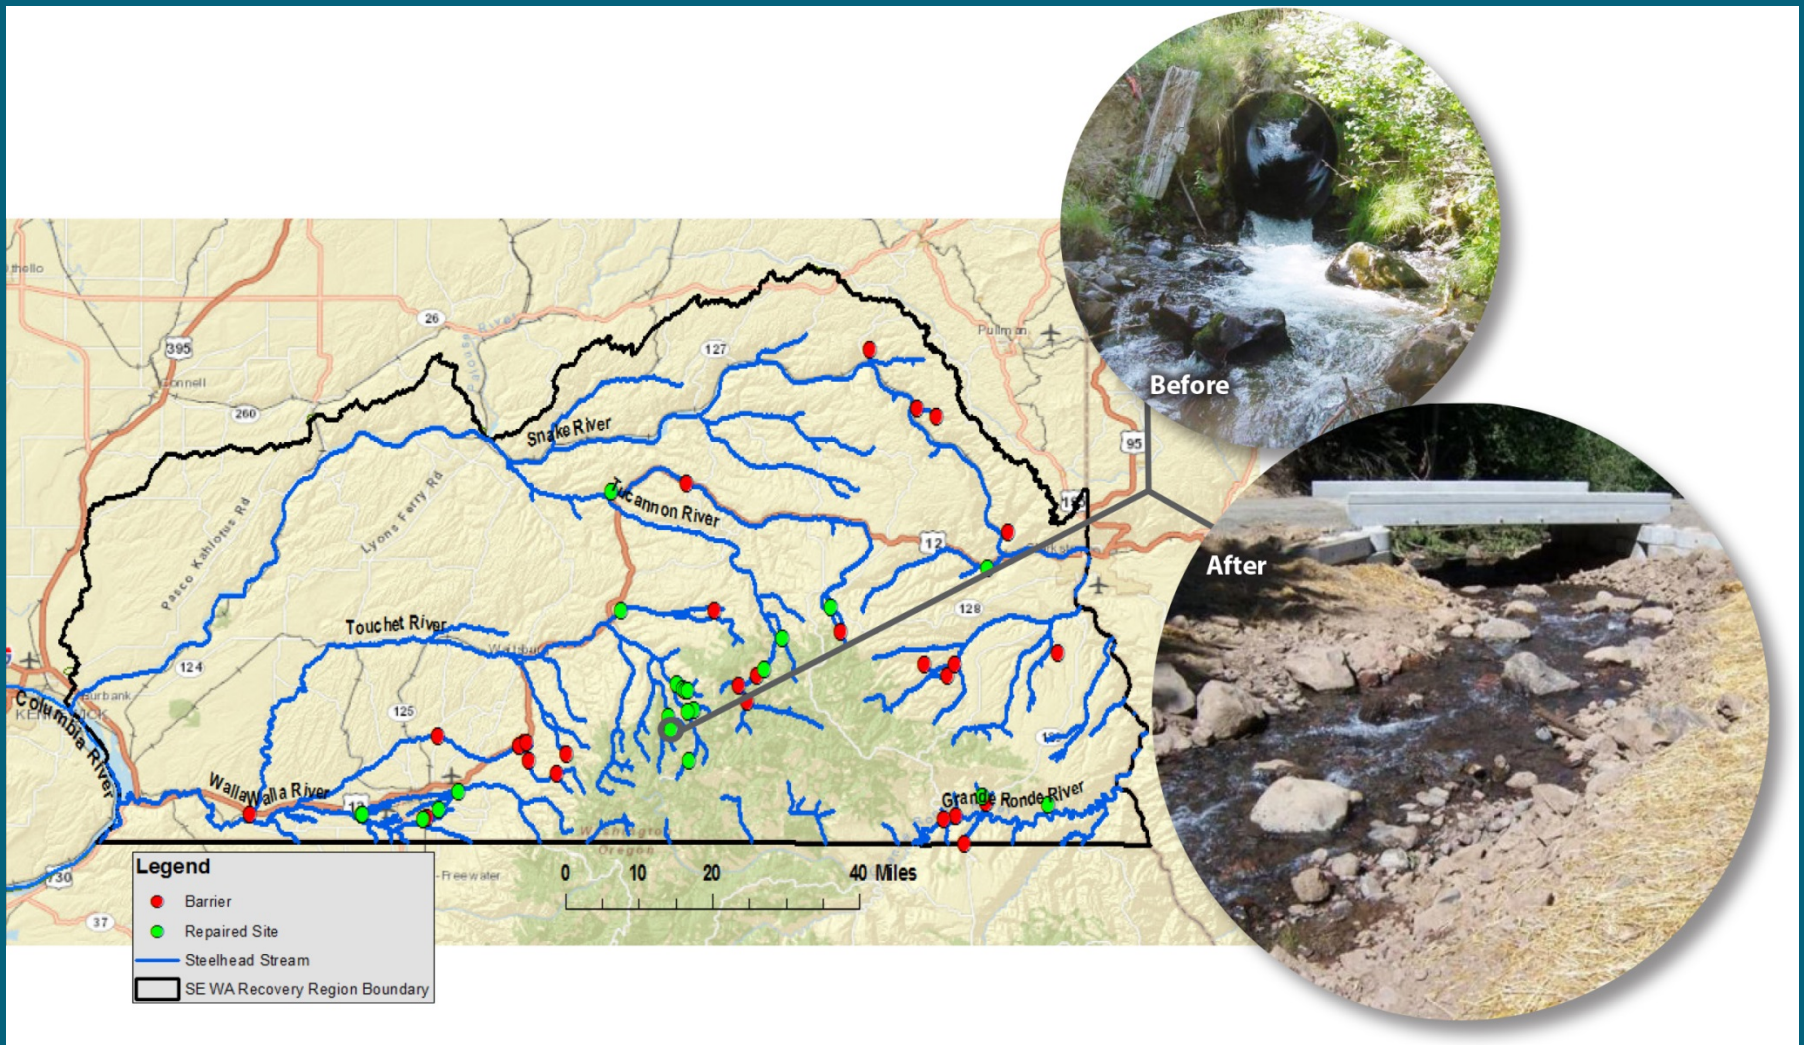 Before
After
26
395
Connell
127
Pullman
260
Snake River
95
Tucannon River
Lyons Ferry Rd
Pasco Kahlotus Rd
12
128
Touchet River
124
Burbank
Columbia River
125
Walla Walla River
12
Grande Ronde River
Washington
Oregon
730
-Freewater
37
0 10 20 40 Miles
Legend
Barrier
Repaired Site
Steelhead Stream
SE WA Recovery Region Boundary